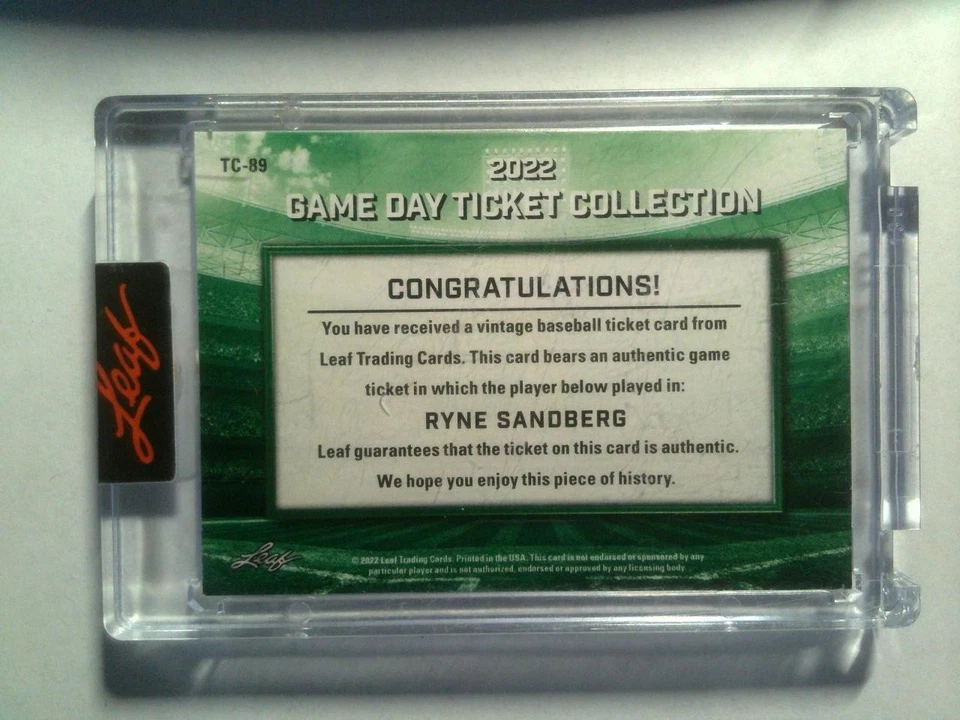 TC-89
2022
GAME DAY TICKET COLLECTION
CONGRATULATIONS!
You have received a vintage baseball ticket card from
Leaf Trading Cards. This card bears an authentic game
ticket in which the player below played in:
RYNE SANDBERG
Leaf guarantees that the ticket on this card is authentic.
We hope you enjoy this piece of history.
Leaf
Leaf
© 2022 Leaf Trading Cards. Printed in the USA. This card is not endorsed or sponsored by any
particular player and is not authorized, endorsed or approved by any licensing body.